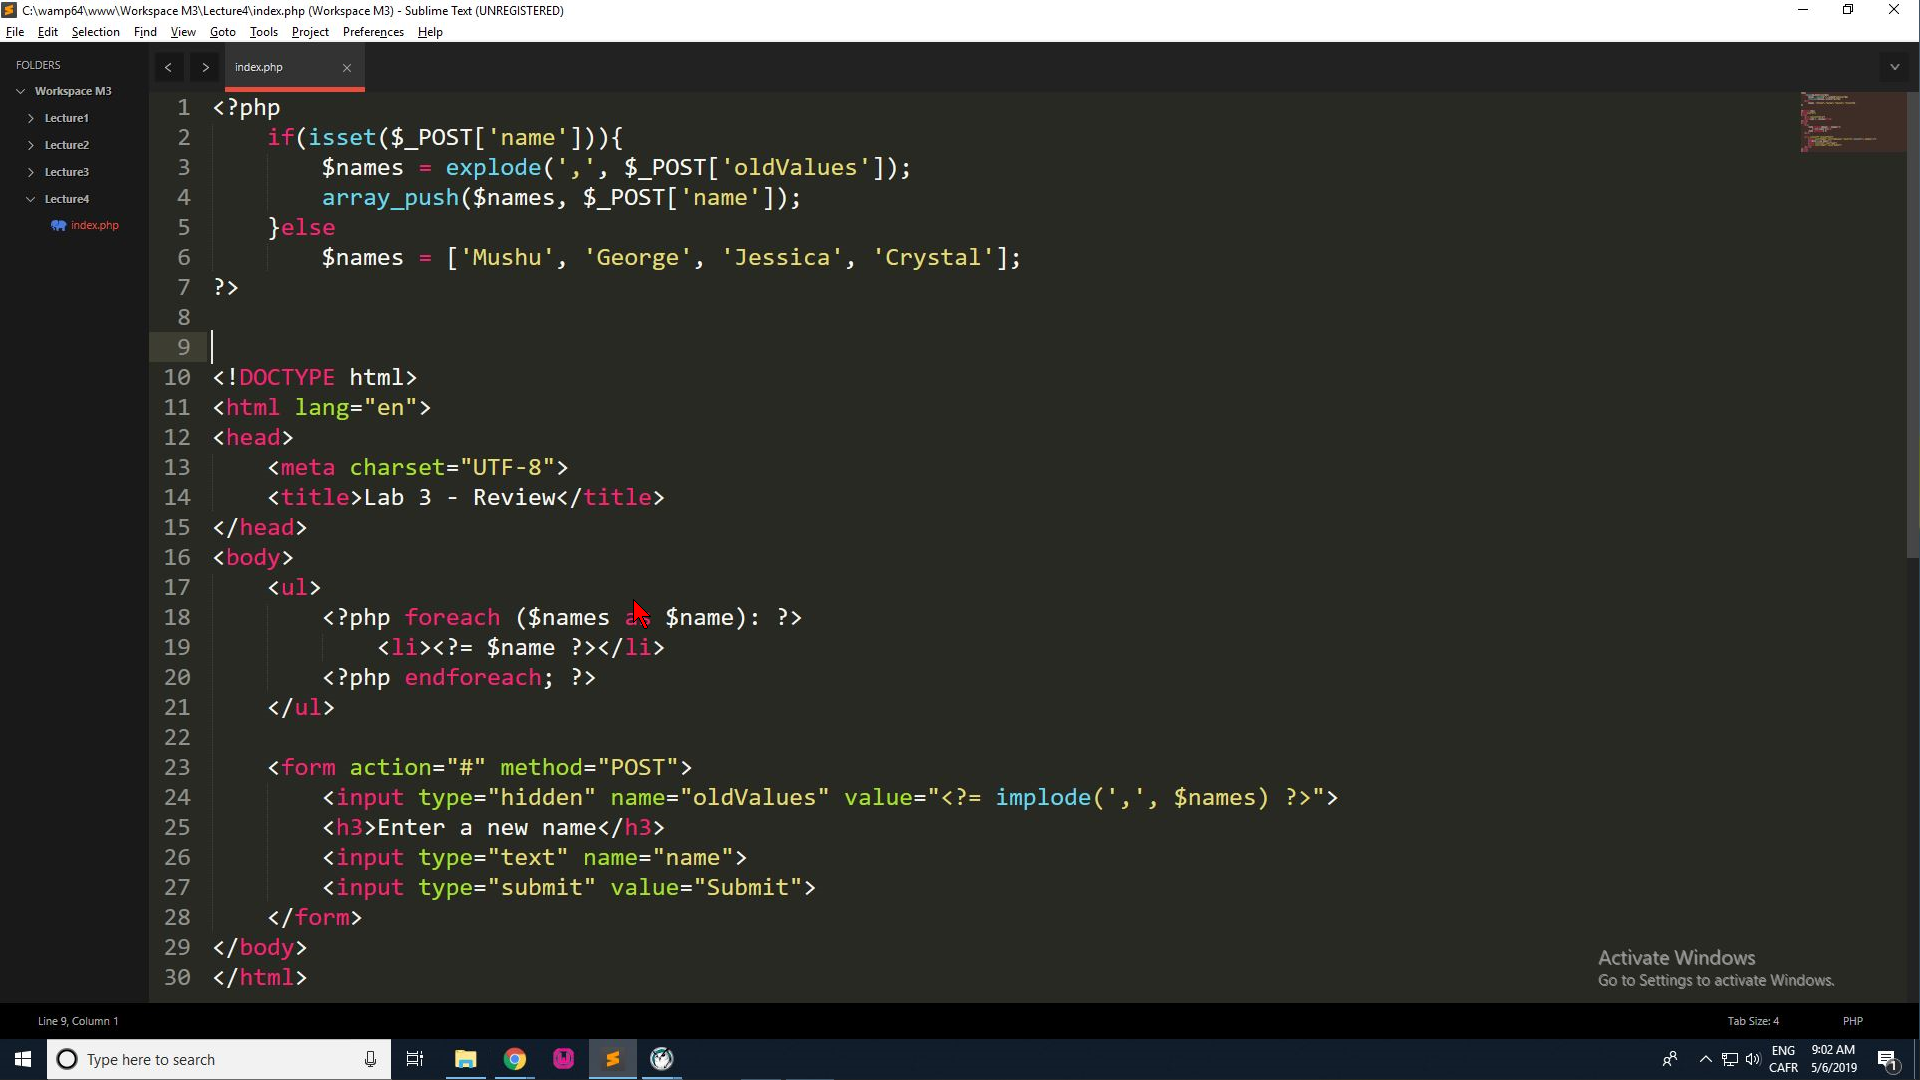 C:\wamp64\www\Workspace M3\Lecture4\index.php (Workspace M3) - Sublime Text (UNREGISTERED)
File Edit Selection Find View Goto Tools Project Preferences Help
FOLDERS
Workspace M3
Lecture1
Lecture2
Lecture3
Lecture4
index.php
index.php
1 <?php
2     if(isset($_POST['name'])){
3         $names = explode(',', $_POST['oldValues']);
4         array_push($names, $_POST['name']);
5     }else
6         $names = ['Mushu', 'George', 'Jessica', 'Crystal'];
7 ?>
8
9
10 <!DOCTYPE html>
11 <html lang="en">
12 <head>
13     <meta charset="UTF-8">
14     <title>Lab 3 - Review</title>
15 </head>
16 <body>
17     <ul>
18         <?php foreach ($names as $name): ?>
19             <li><?= $name ?></li>
20         <?php endforeach; ?>
21     </ul>
22
23     <form action="#" method="POST">
24         <input type="hidden" name="oldValues" value="<?= implode(',', $names) ?>">
25         <h3>Enter a new name</h3>
26         <input type="text" name="name">
27         <input type="submit" value="Submit">
28     </form>
29 </body>
30 </html>
Activate Windows
Go to Settings to activate Windows.
Line 9, Column 1
Tab Size: 4
PHP
Type here to search
ENG
CAFR
9:02 AM
5/6/2019
1